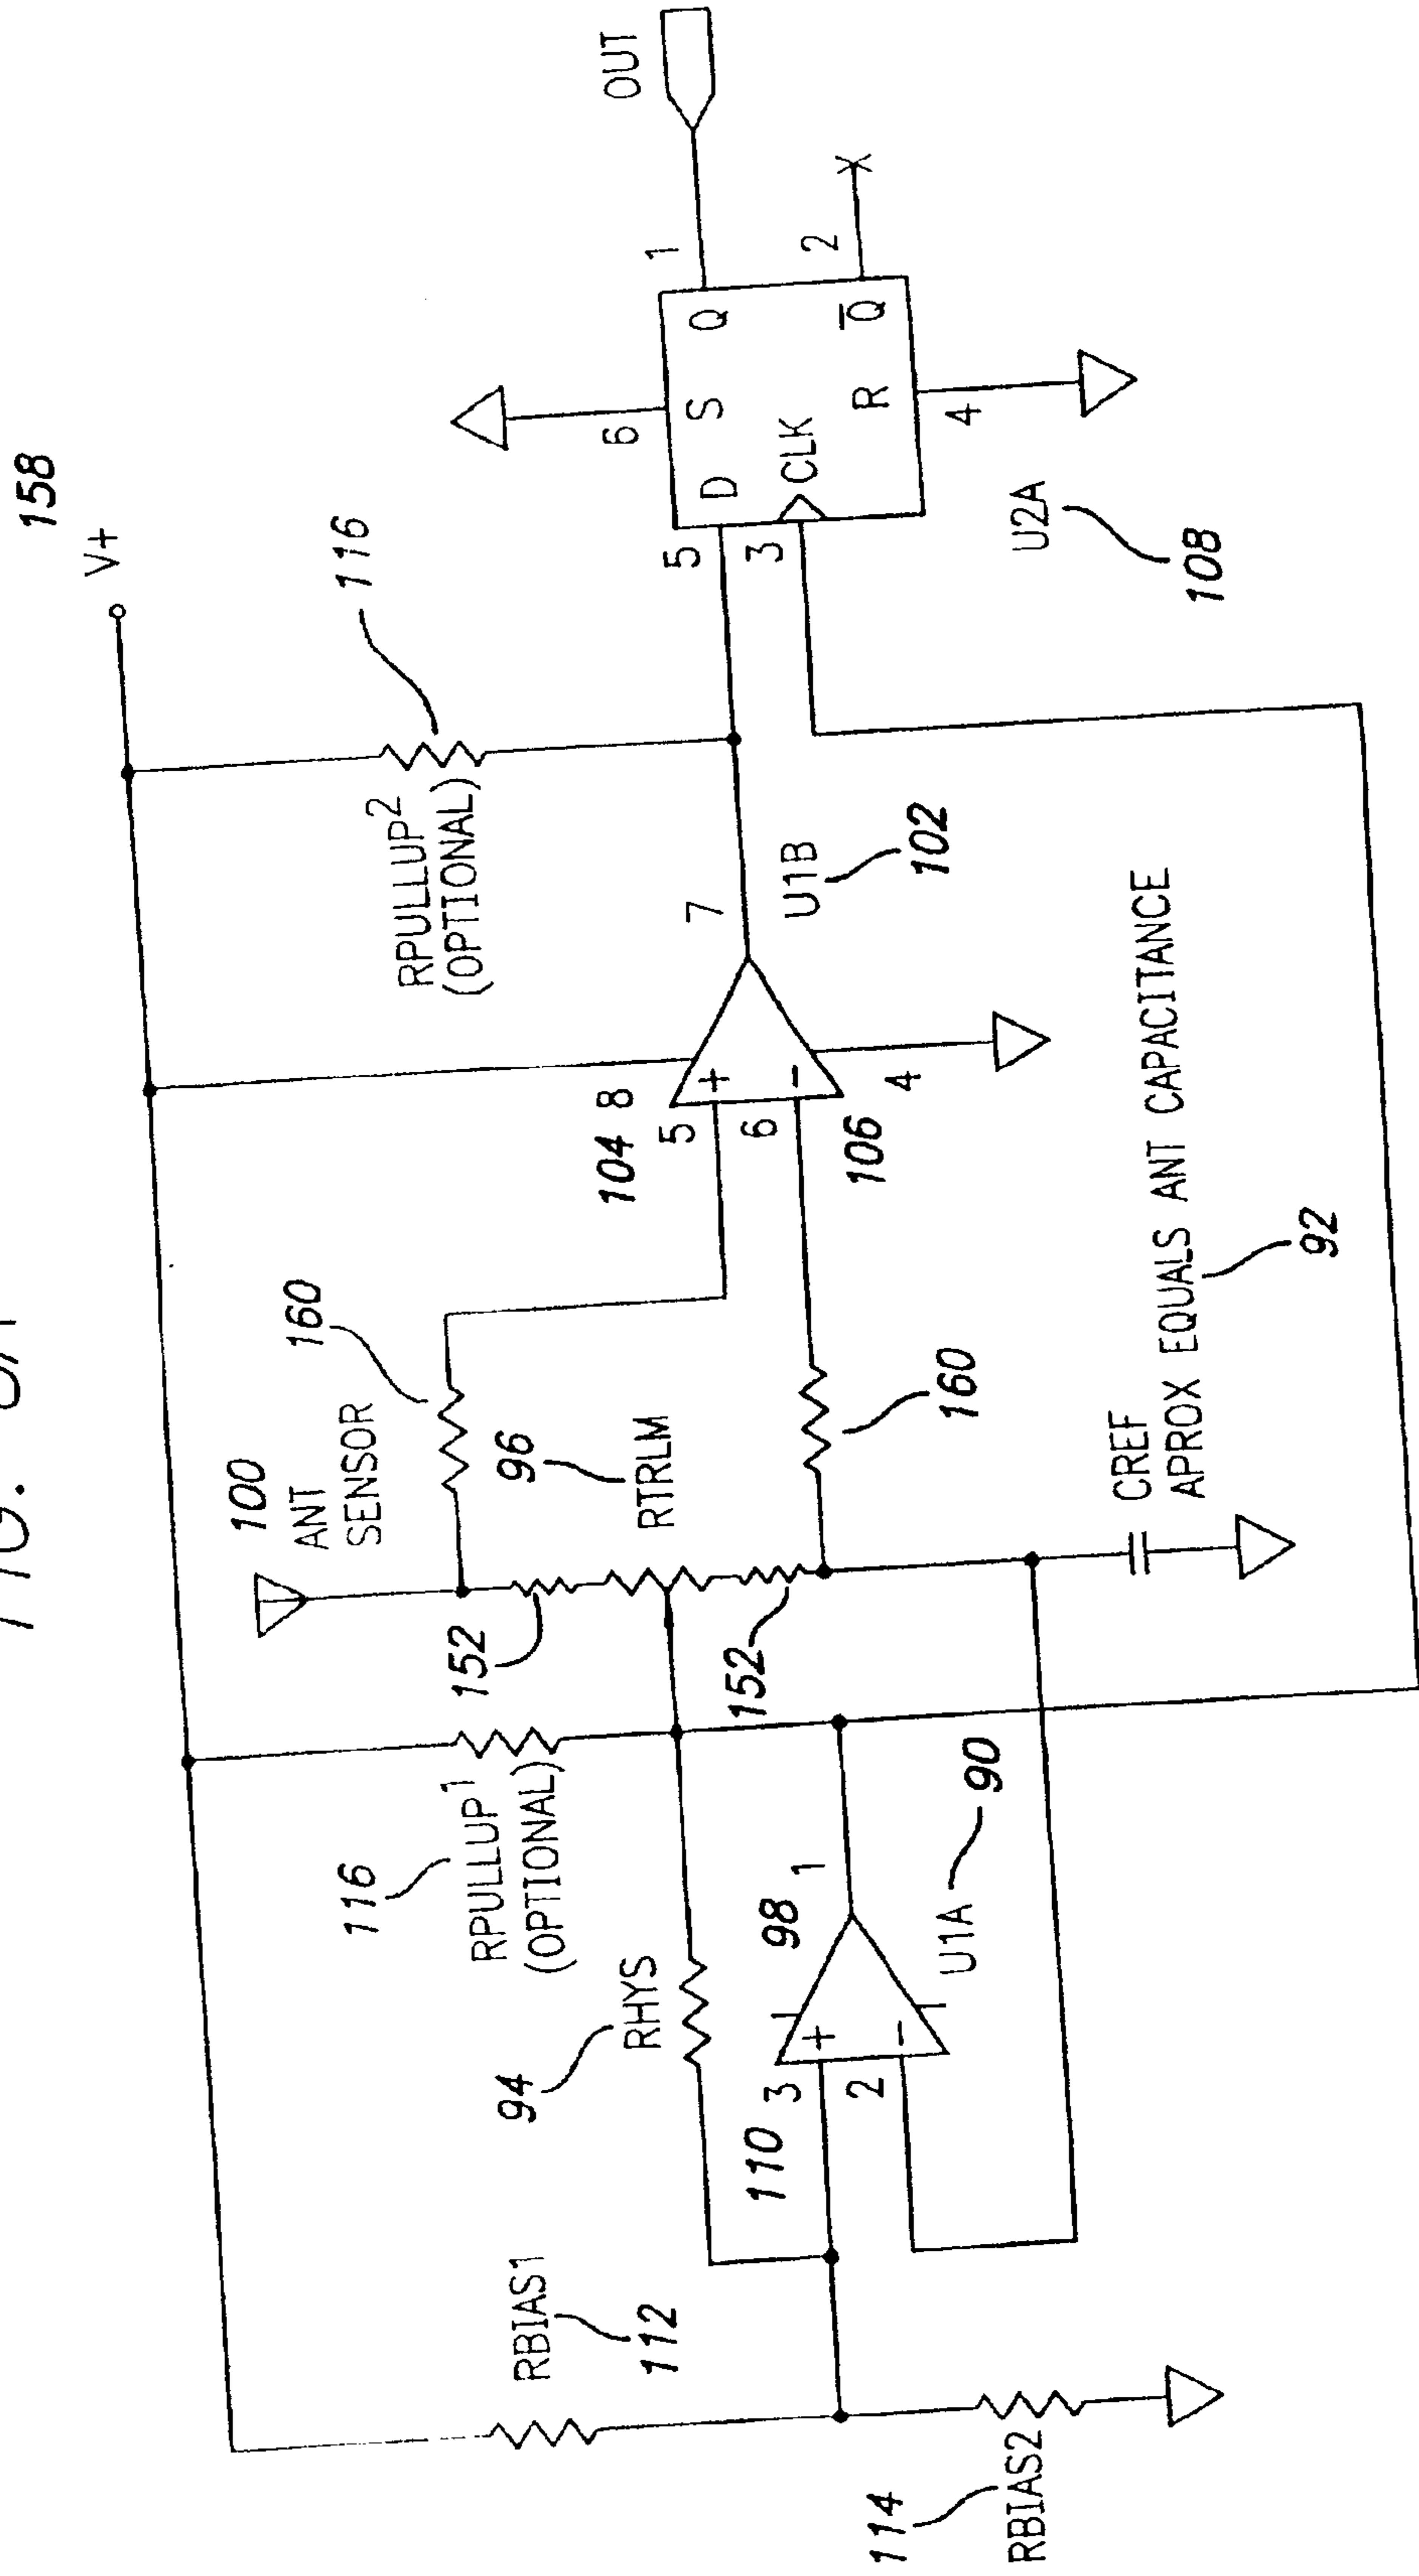 158
V+
116
RPULLUP2
(OPTIONAL)
OUT
1
2
6
S
D
Q
CLK
R
Q
5
3
4
U2A
108
100
ANT
SENSOR
160
104
8
5
+
7
U1B
102
6
-
4
106
96
RTRLM
152
152
160
CREF
APROX EQUALS ANT CAPACITANCE
92
116
RPULLUP1
(OPTIONAL)
94
RHYS
98
1
110
3
+
2
-
U1A
90
RBIAS1
112
114
RBIAS2